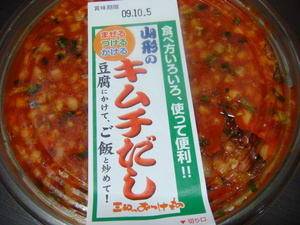 賞味期限
09.10.5
食べ方いろいろ、使って便利!!
まぜる
つける
かける
山形の
キムチだし
豆腐にかけて、ご飯と炒めて!
▼切り口